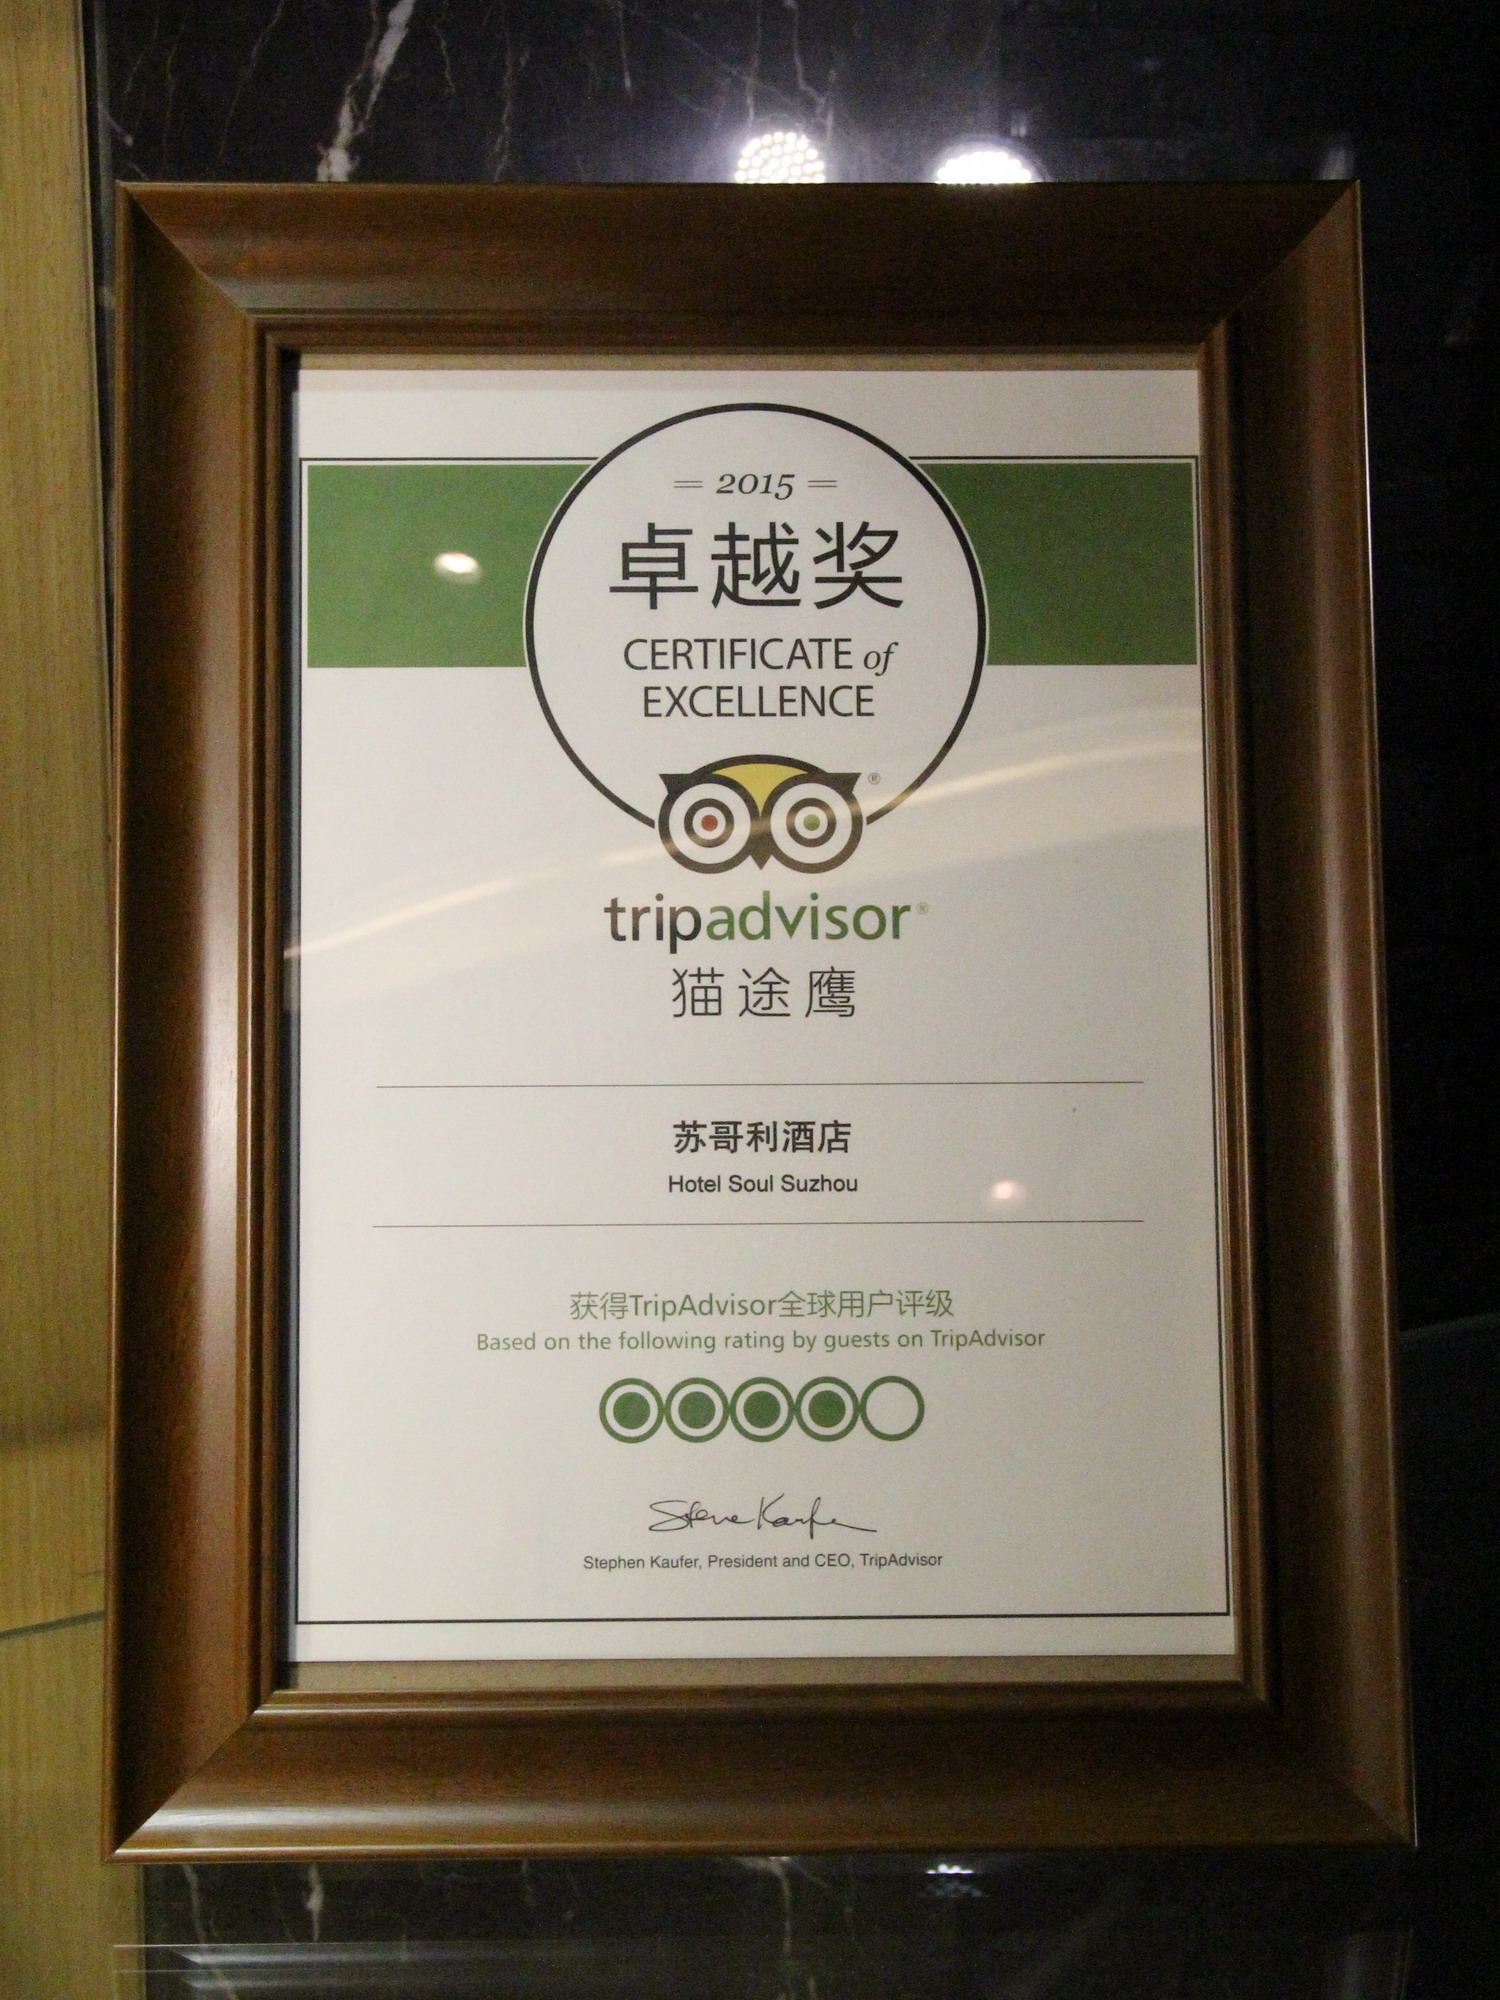 = 2015 =
卓越奖
CERTIFICATE of
EXCELLENCE
®
tripadvisor®
猫途鹰
苏哥利酒店
Hotel Soul Suzhou
获得TripAdvisor全球用户评级
Based on the following rating by guests on TripAdvisor
Steve Kaufer
Stephen Kaufer, President and CEO, TripAdvisor